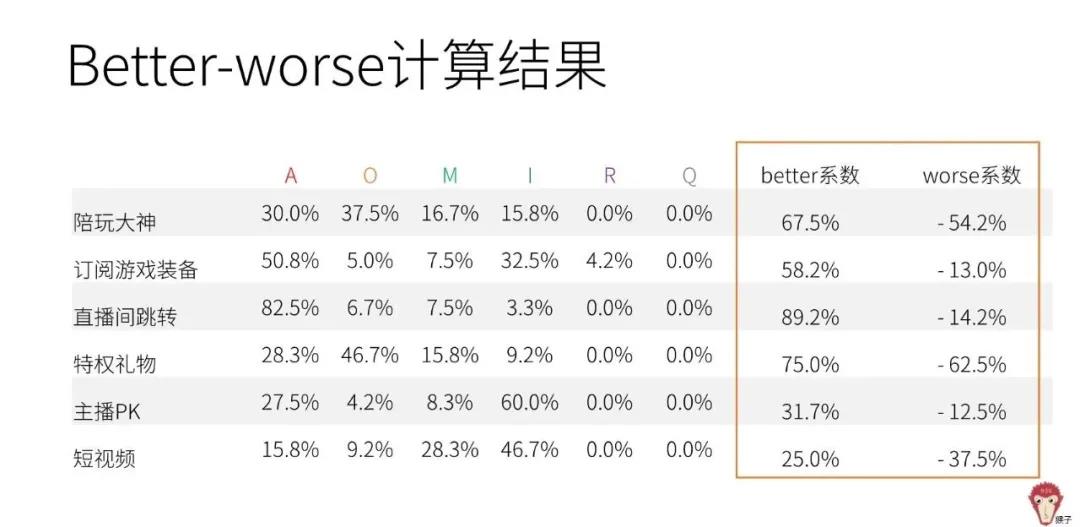 Better-worse计算结果
A O M I R Q better系数 worse系数
陪玩大神 30.0% 37.5% 16.7% 15.8% 0.0% 0.0% 67.5% - 54.2%
订阅游戏装备 50.8% 5.0% 7.5% 32.5% 4.2% 0.0% 58.2% - 13.0%
直播间跳转 82.5% 6.7% 7.5% 3.3% 0.0% 0.0% 89.2% - 14.2%
特权礼物 28.3% 46.7% 15.8% 9.2% 0.0% 0.0% 75.0% - 62.5%
主播PK 27.5% 4.2% 8.3% 60.0% 0.0% 0.0% 31.7% - 12.5%
短视频 15.8% 9.2% 28.3% 46.7% 0.0% 0.0% 25.0% - 37.5%
猴子